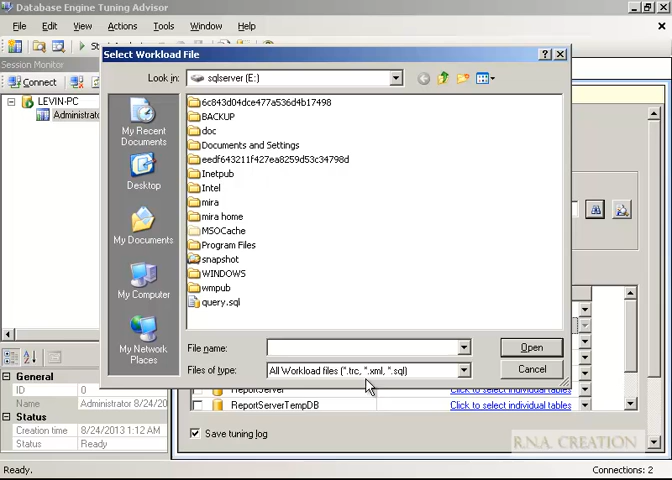 Database Engine Tuning Advisor
File Edit View Actions Tools Window Help
Session Monitor
Connect
LEVIN-PC
Administrator
General
ID 0
Name Administrator 8/24/20
Status
Creation time 8/24/2013 1:12 AM
Status Ready
Select Workload File
Look in: sqlserver (E:)
My Recent Documents
Desktop
My Documents
My Computer
My Network Places
6c843d04dce477a536d4b17498
BACKUP
doc
Documents and Settings
eedf643211f427ea8259d53c34798d
Inetpub
Intel
mira
mira home
MSOCache
Program Files
snapshot
WINDOWS
wmpub
query.sql
File name:
Open
Files of type: All Workload files (*.trc, *.xml, *.sql)
Cancel
ReportServer Click to select individual tables
ReportServerTempDB Click to select individual tables
Save tuning log
R.N.A. CREATION
Ready.
Connections: 2